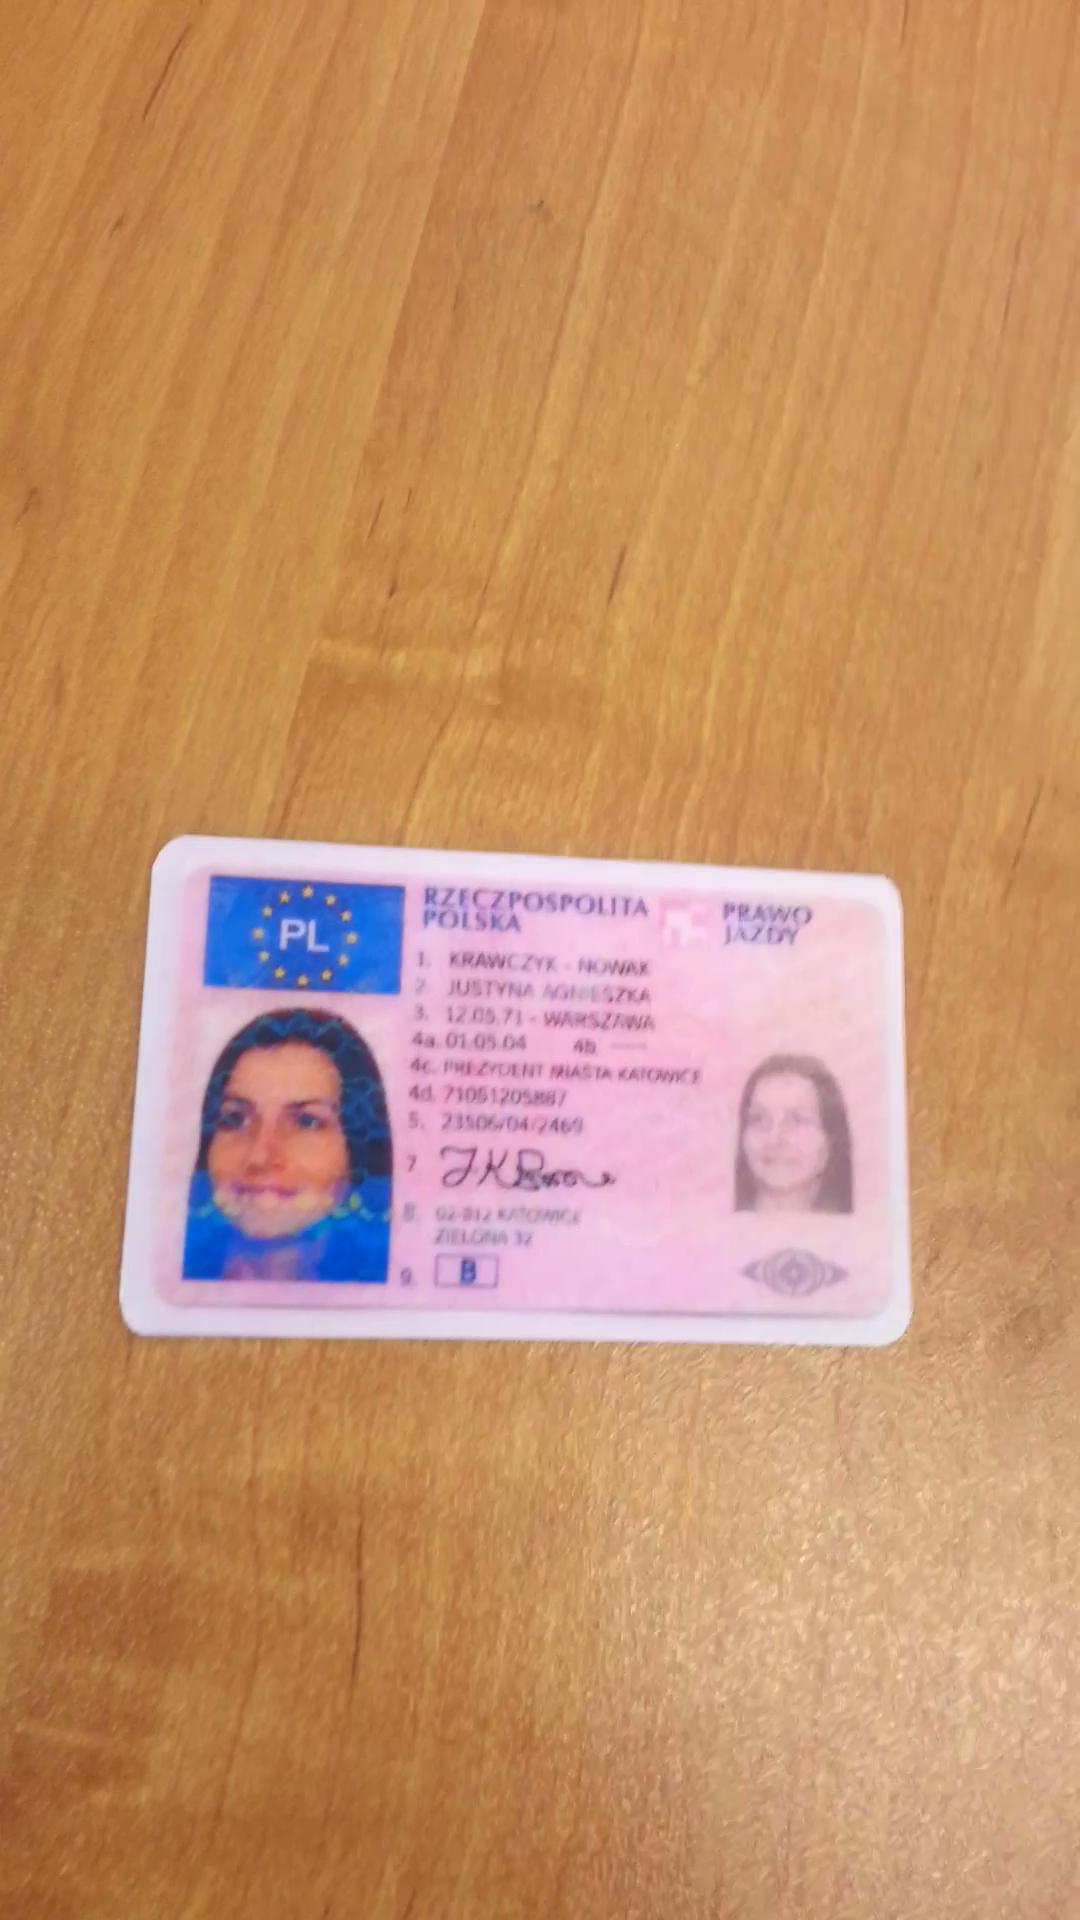 PL
RZECZPOSPOLITA POLSKA
PRAWO JAZDY
1. KRAWCZYK - NOWAK
2. JUSTYNA AGNIESZKA
3. 12.05.71 - WARSZAWA
4a. 01.05.04 4b. ——
4c. PREZYDENT MIASTA KATOWICE
4d. 71051205887
5. 23506/04/2469
7
8. 02-812 KATOWICE
ZIELONA 32
9. B